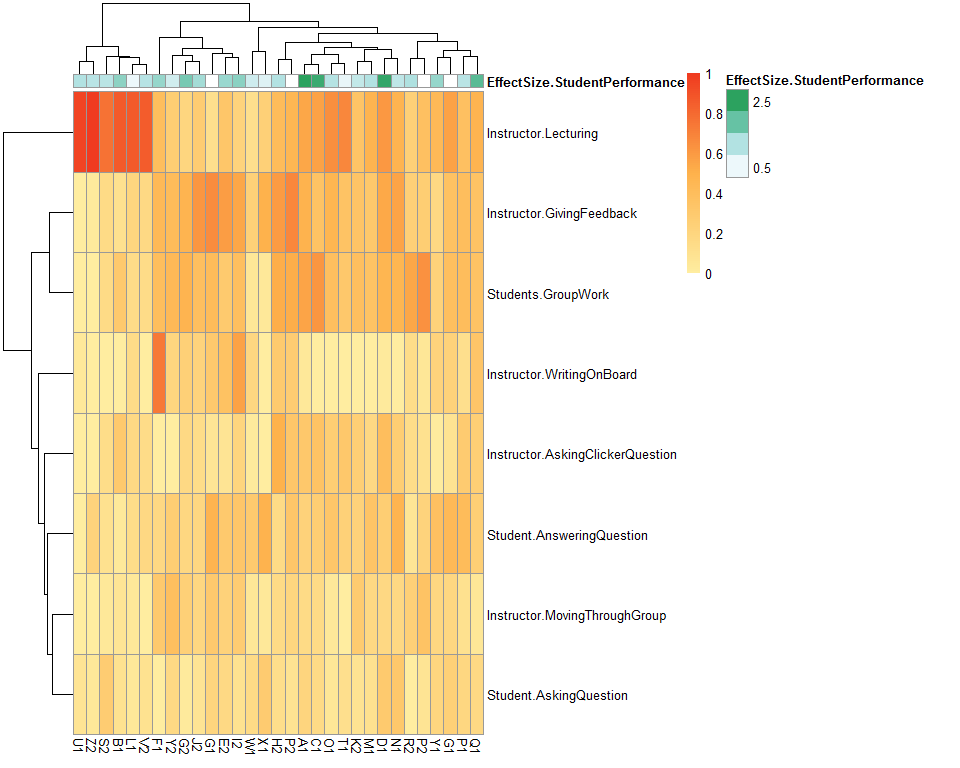 EffectSize.StudentPerformance
1
0.8
0.6
0.4
0.2
0
EffectSize.StudentPerformance
2.5
0.5
Instructor.Lecturing
Instructor.GivingFeedback
Students.GroupWork
Instructor.WritingOnBoard
Instructor.AskingClickerQuestion
Student.AnsweringQuestion
Instructor.MovingThroughGroup
Student.AskingQuestion
U1 Z2 S2 B1 L1 V2 F1 Y2 G2 J2 G1 E2 I2 W1 X1 H2 P2 A1 C1 O1 T1 K2 M1 D1 N1 R2 P2 Y1 G1 P1 Q1